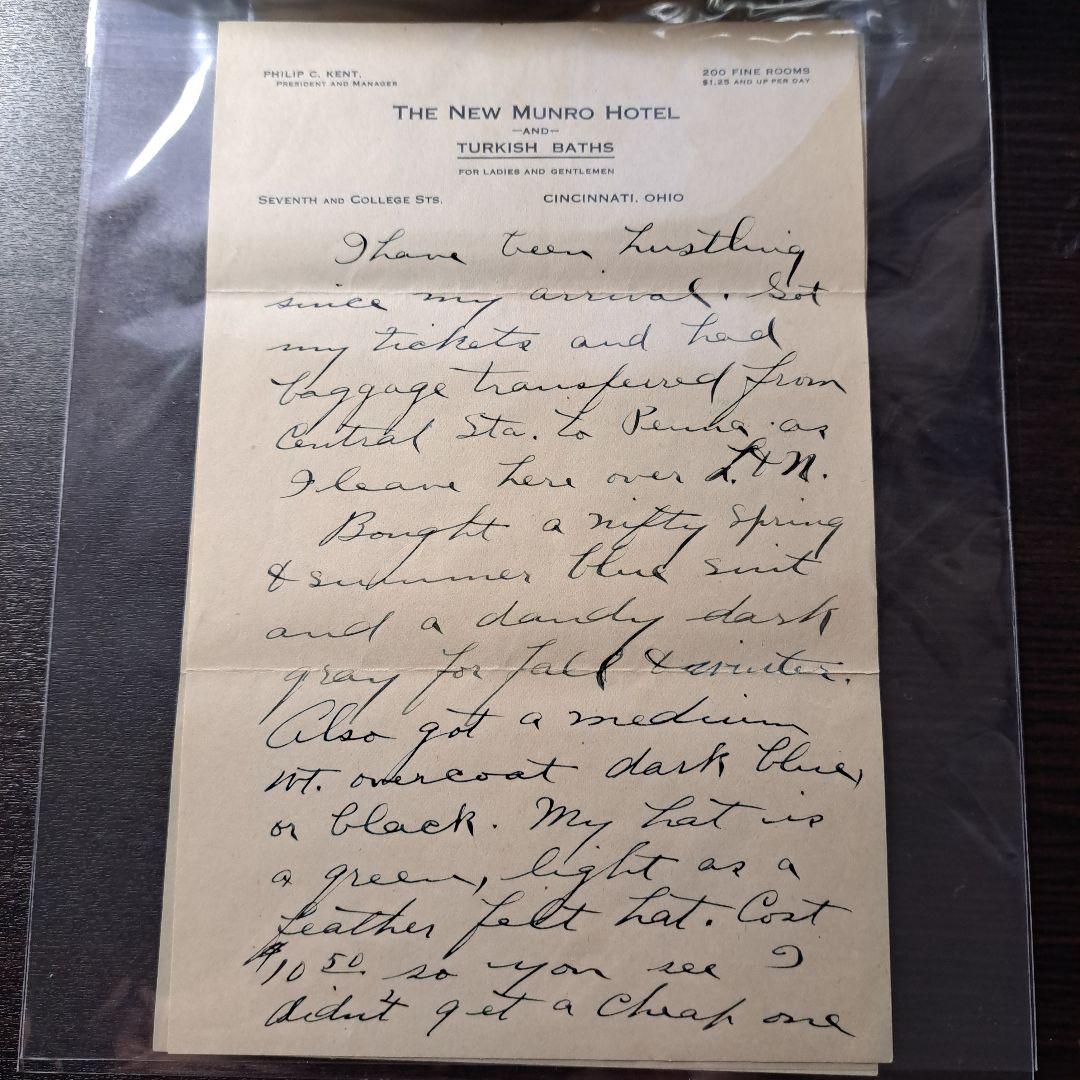 PHILIP C. KENT,
PRESIDENT AND MANAGER
200 FINE ROOMS
$1.25 AND UP PER DAY
THE NEW MUNRO HOTEL
—AND—
TURKISH BATHS
FOR LADIES AND GENTLEMEN
SEVENTH AND COLLEGE STS.
CINCINNATI, OHIO
I have been hustling
since my arrival. Got
my tickets and had
baggage transferred from
Central Sta. to Penna. as
I leave here over L. & N.
Bought a nifty Spring
& summer blue suit
and a dandy dark
gray for fall & winter.
Also got a medium
wt. overcoat dark blue,
or black. My hat is
a green, light as a
feather felt hat. Cost
$10 50. so you see I
didn't get a cheap one